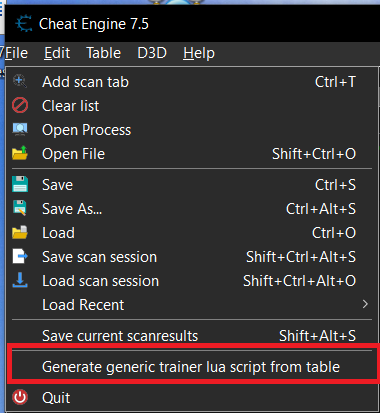 Cheat Engine 7.5
File Edit Table D3D Help
Add scan tab Ctrl+T
Clear list
Open Process
Open File Shift+Ctrl+O
Save Ctrl+S
Save As... Ctrl+Alt+S
Load Ctrl+O
Save scan session Shift+Ctrl+Alt+S
Load scan session Shift+Ctrl+Alt+O
Load Recent
Save current scanresults Shift+Alt+S
Generate generic trainer lua script from table
Quit